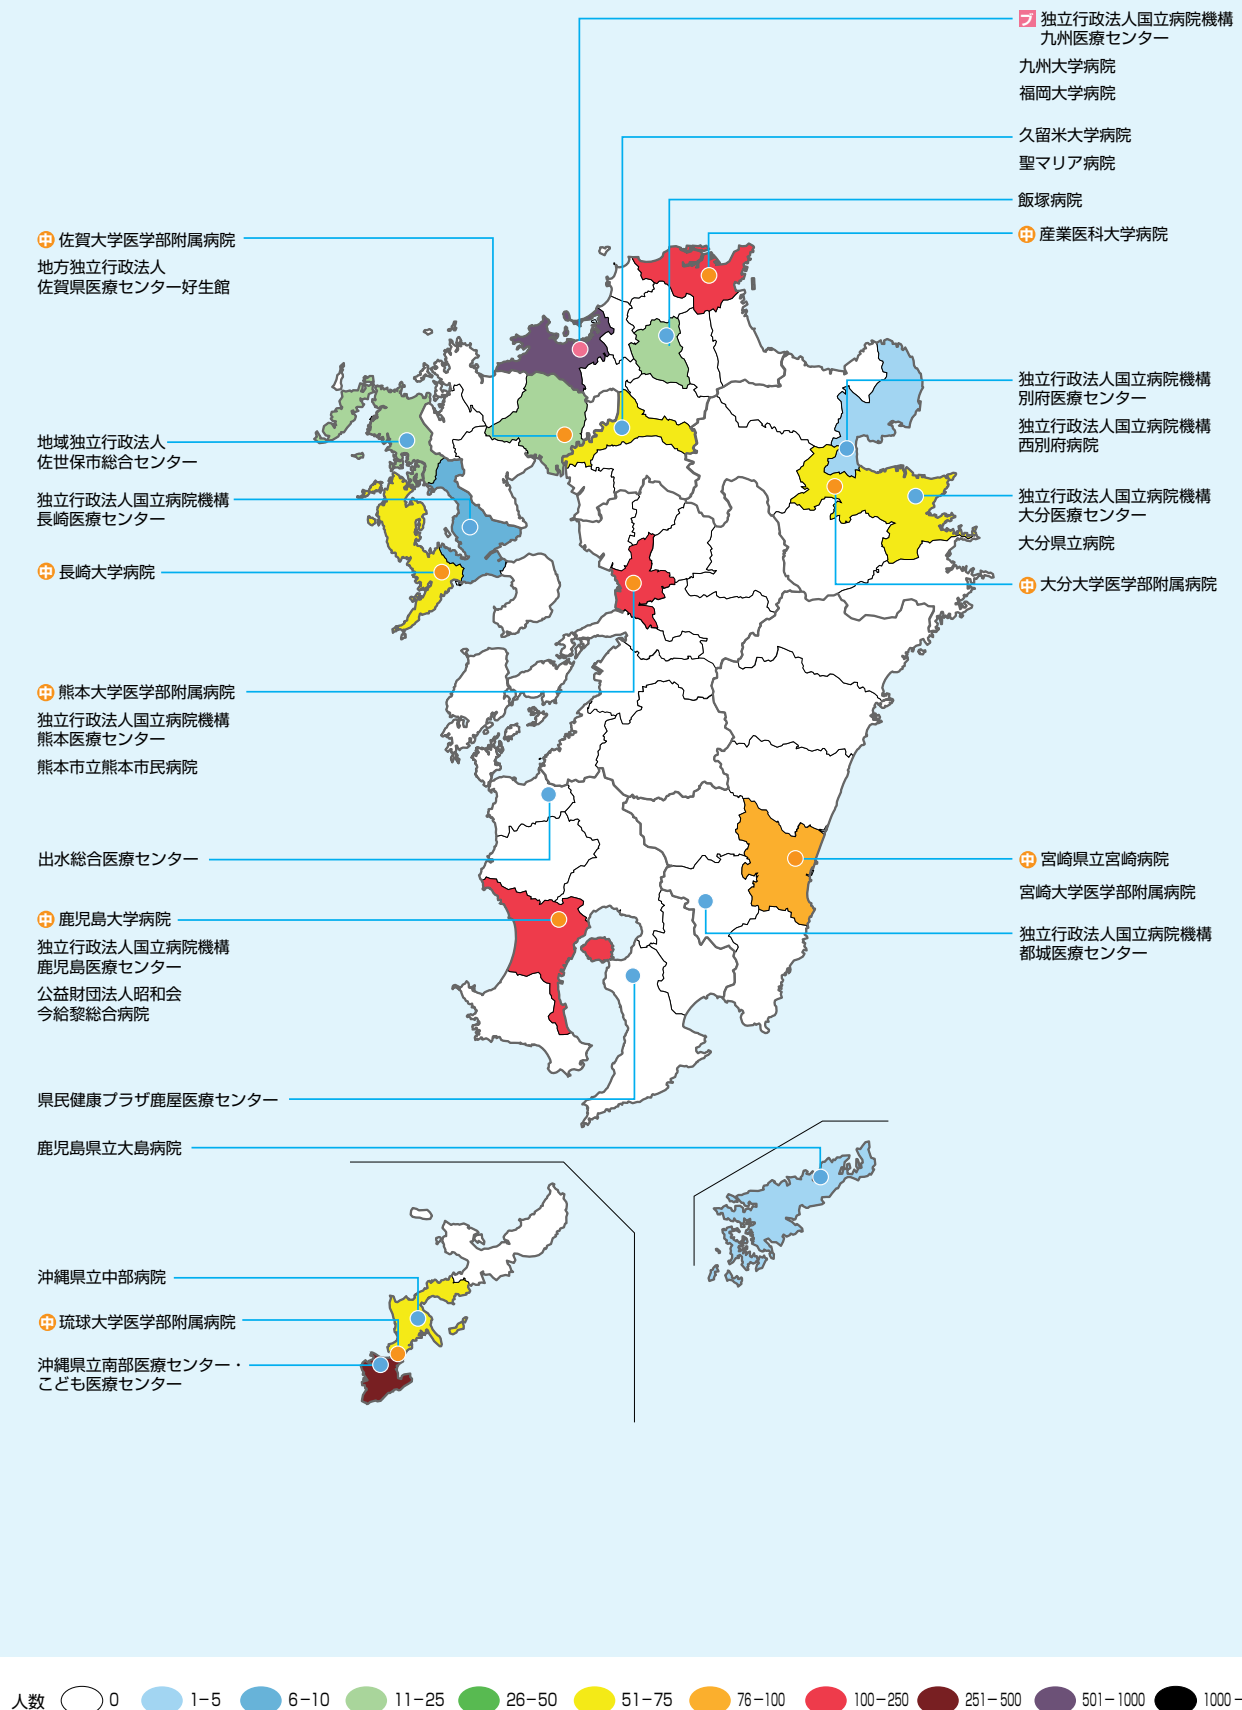 ブ 独立行政法人国立病院機構
九州医療センター
九州大学病院
福岡大学病院
久留米大学病院
聖マリア病院
飯塚病院
中 産業医科大学病院
中 佐賀大学医学部附属病院
地方独立行政法人
佐賀県医療センター好生館
独立行政法人国立病院機構
別府医療センター
独立行政法人国立病院機構
西別府病院
地域独立行政法人
佐世保市総合センター
独立行政法人国立病院機構
長崎医療センター
独立行政法人国立病院機構
大分医療センター
大分県立病院
中 長崎大学病院
中 大分大学医学部附属病院
中 熊本大学医学部附属病院
独立行政法人国立病院機構
熊本医療センター
熊本市立熊本市民病院
出水総合医療センター
中 宮崎県立宮崎病院
宮崎大学医学部附属病院
中 鹿児島大学病院
独立行政法人国立病院機構
鹿児島医療センター
公益財団法人昭和会
今給黎総合病院
独立行政法人国立病院機構
都城医療センター
県民健康プラザ鹿屋医療センター
鹿児島県立大島病院
沖縄県立中部病院
中 琉球大学医学部附属病院
沖縄県立南部医療センター・
こども医療センター
人数 0 1−5 6−10 11−25 26−50 51−75 76−100 100−250 251−500 501−1000 1000−